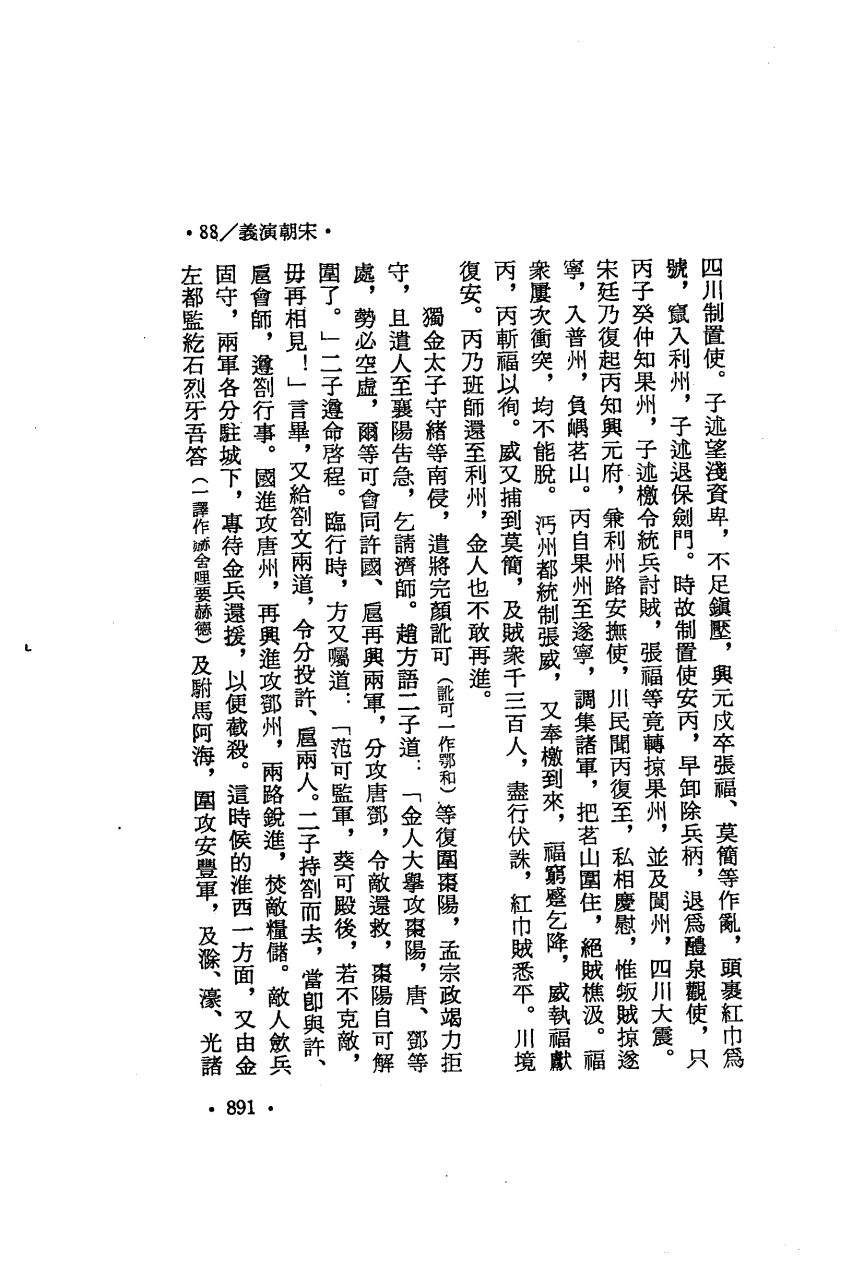 ·88/義演朝宋·
四川制置使。子述望淺資卑，不足鎭壓，興元戍卒張福、莫簡等作亂，頭裹紅巾爲
號，竄入利州，子述退保劍門。時故制置使安丙，早卸除兵柄，退爲醴泉觀使，只
丙子癸仲知果州，子述檄令統兵討賊，張福等竟轉掠果州，並及閬州，四川大震。
宋廷乃復起丙知興元府，兼利州路安撫使，川民聞丙復至，私相慶慰，惟叛賊掠遂
寧，入普州，負嵎茗山。丙自果州至遂寧，調集諸軍，把茗山圍住，絕賊樵汲。福
衆屢次衝突，均不能脫。沔州都統制張威，又奉檄到來，福窮蹙乞降，威執福獻
丙，丙斬福以徇。威又捕到莫簡，及賊衆千三百人，盡行伏誅，紅巾賊悉平。川境
復安。丙乃班師還至利州，金人也不敢再進。
獨金太子守緒等南侵，遣將完顏訛可（訛可一作鄂和）等復圍棗陽，孟宗政竭力拒
守，且遣人至襄陽告急，乞請濟師。趙方語二子道：「金人大擧攻棗陽，唐、鄧等
處，勢必空虛，爾等可會同許國、扈再興兩軍，分攻唐鄧，令敵還救，棗陽自可解
圍了。」二子遵命啓程。臨行時，方又囑道：「范可監軍，葵可殿後，若不克敵，
毋再相見！」言畢，又給劄文兩道，令分投許、扈兩人。二子持劄而去，當卽與許、
扈會師，遵劄行事。國進攻唐州，再興進攻鄧州，兩路銳進，焚敵糧儲。敵人斂兵
固守，兩軍各分駐城下，專待金兵還援，以便截殺。這時候的淮西一方面，又由金
左都監紇石烈牙吾答（一譯作赫舍哩要赫德）及駙馬阿海，圍攻安豐軍，及滁、濠、光諸
·891·